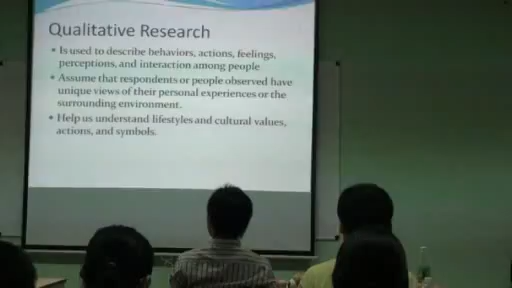 Qualitative Research
• Is used to describe behaviors, actions, feelings,
perceptions, and interaction among people
• Assume that respondents or people observed have
unique views of their personal experiences or the
surrounding environment.
• Help us understand lifestyles and cultural values,
actions, and symbols.